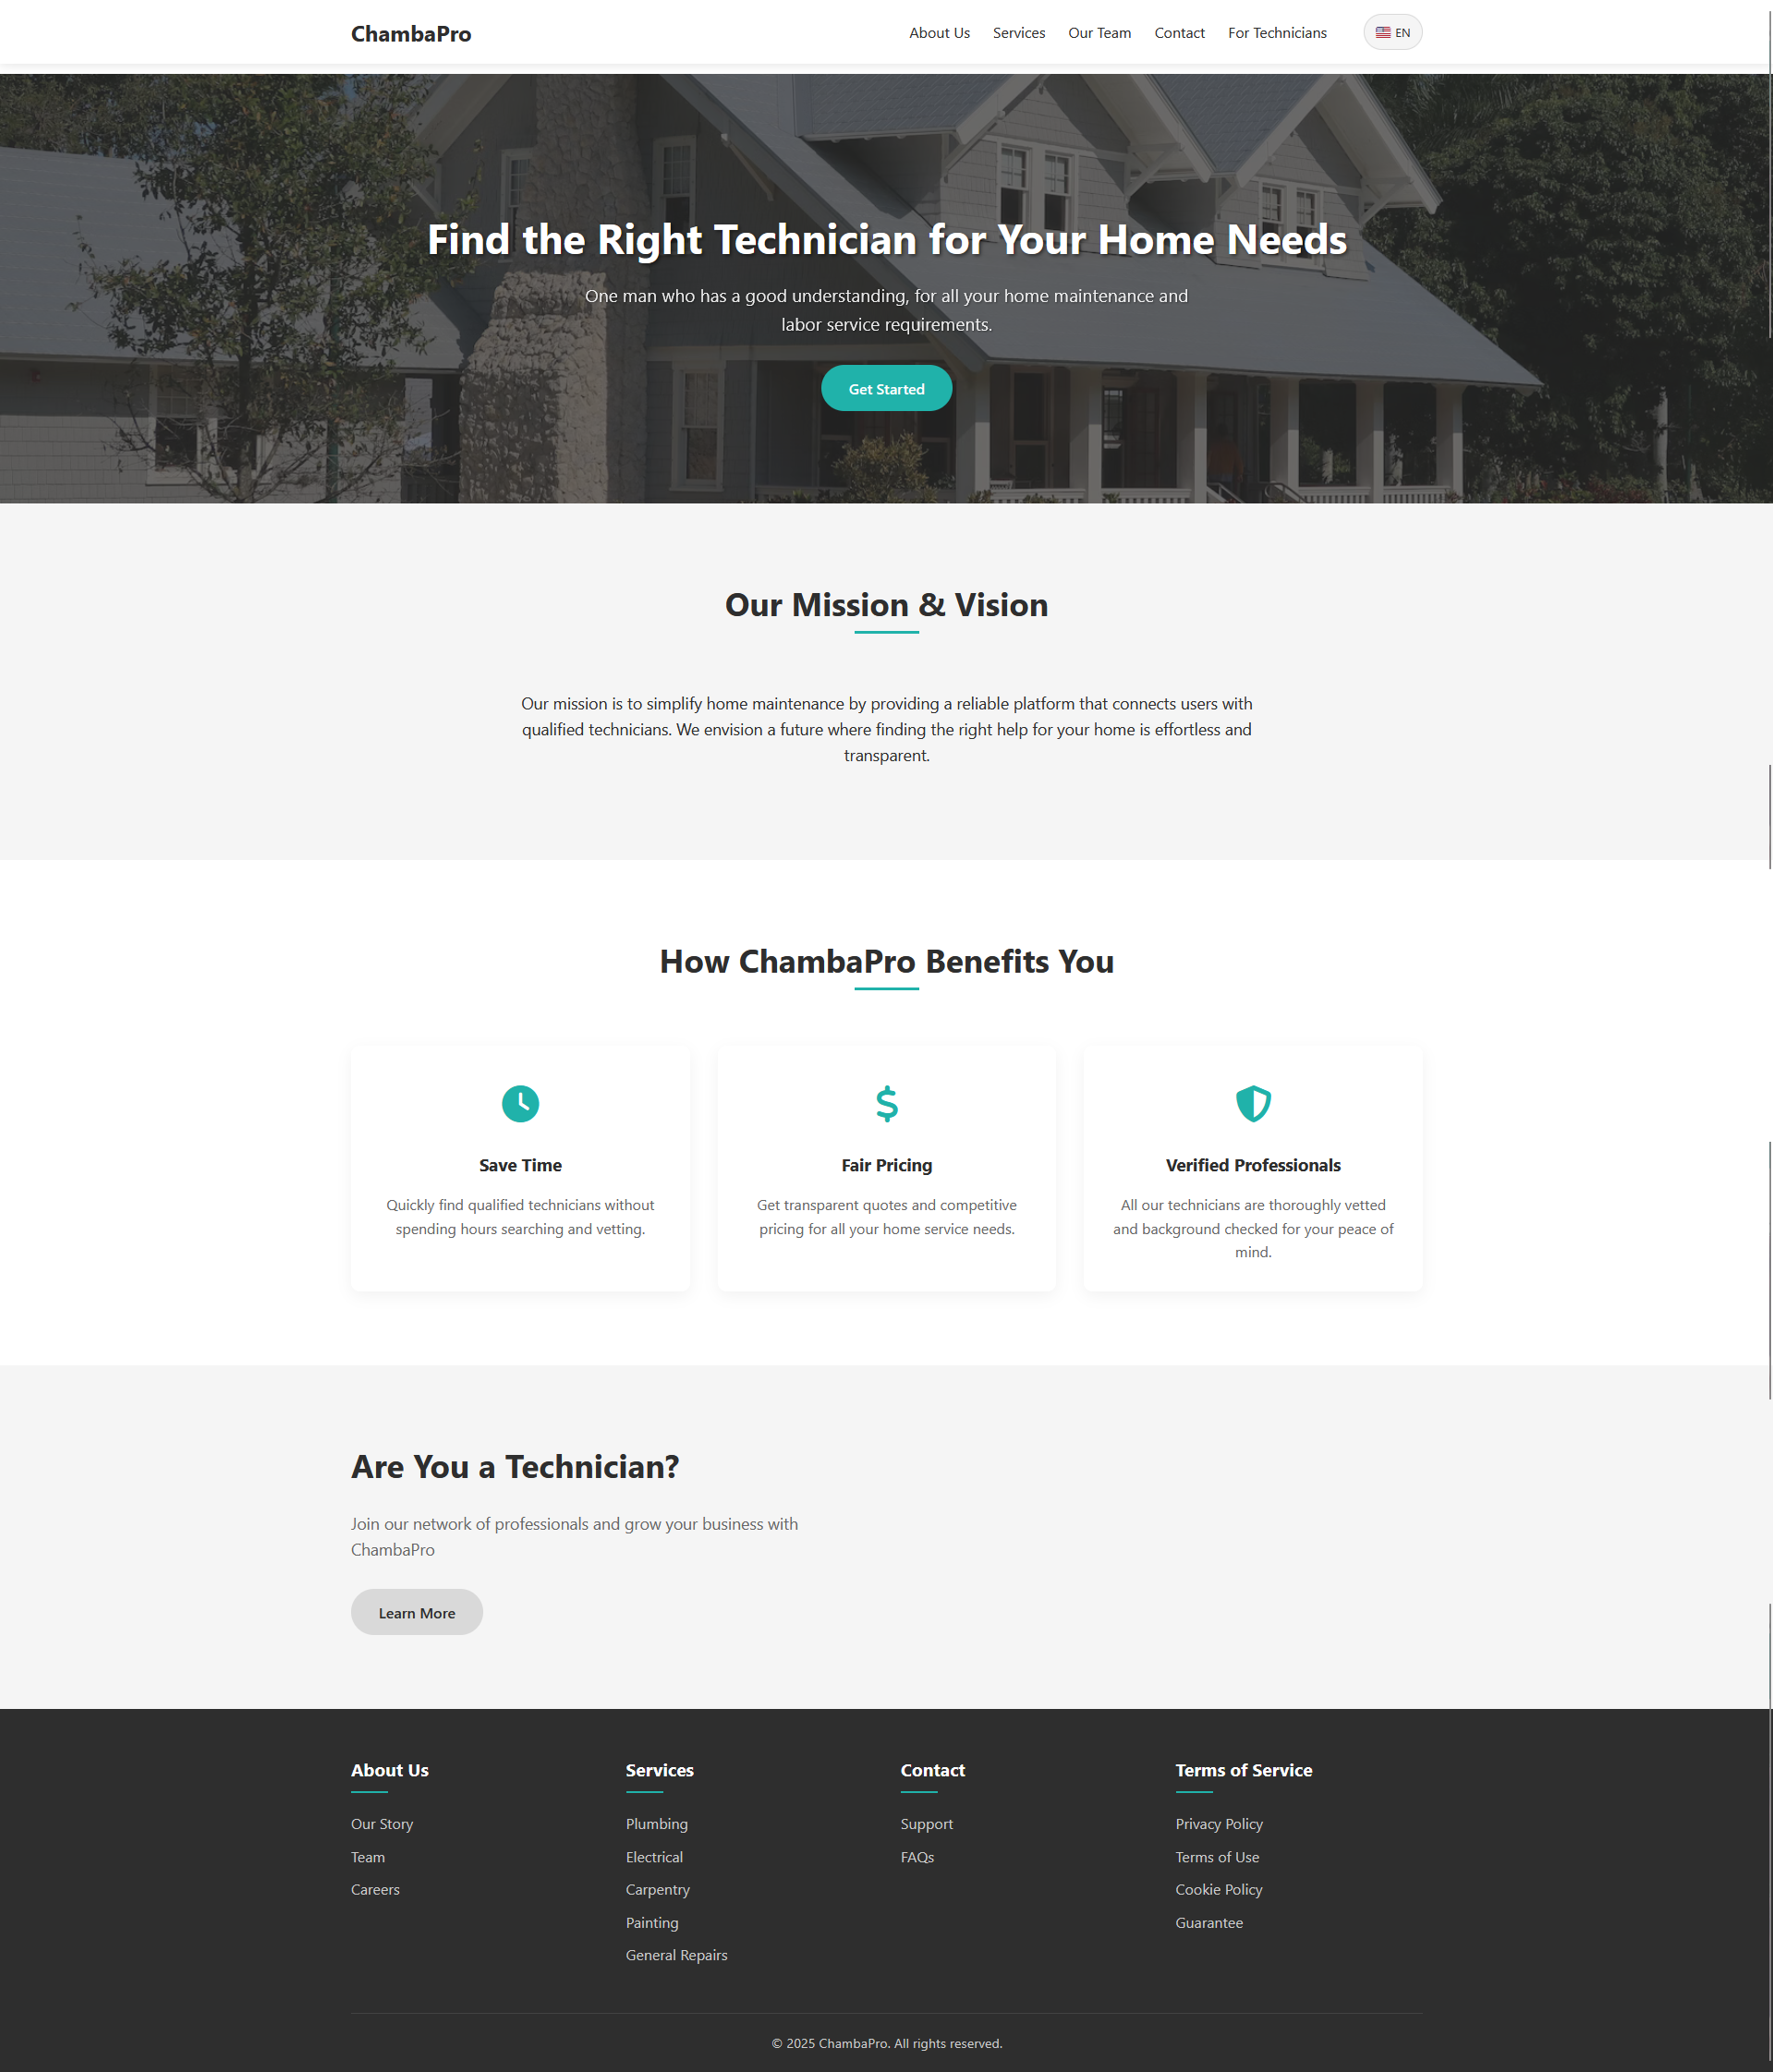 ChambaPro
About Us Services Our Team Contact For Technicians EN
Find the Right Technician for Your Home Needs
One man who has a good understanding, for all your home maintenance and
labor service requirements.
Get Started
Our Mission & Vision
Our mission is to simplify home maintenance by providing a reliable platform that connects users with
qualified technicians. We envision a future where finding the right help for your home is effortless and
transparent.
How ChambaPro Benefits You
Save Time
Quickly find qualified technicians without
spending hours searching and vetting.
Fair Pricing
Get transparent quotes and competitive
pricing for all your home service needs.
Verified Professionals
All our technicians are thoroughly vetted
and background checked for your peace of
mind.
Are You a Technician?
Join our network of professionals and grow your business with
ChambaPro
Learn More
About Us
Our Story
Team
Careers
Services
Plumbing
Electrical
Carpentry
Painting
General Repairs
Contact
Support
FAQs
Terms of Service
Privacy Policy
Terms of Use
Cookie Policy
Guarantee
© 2025 ChambaPro. All rights reserved.